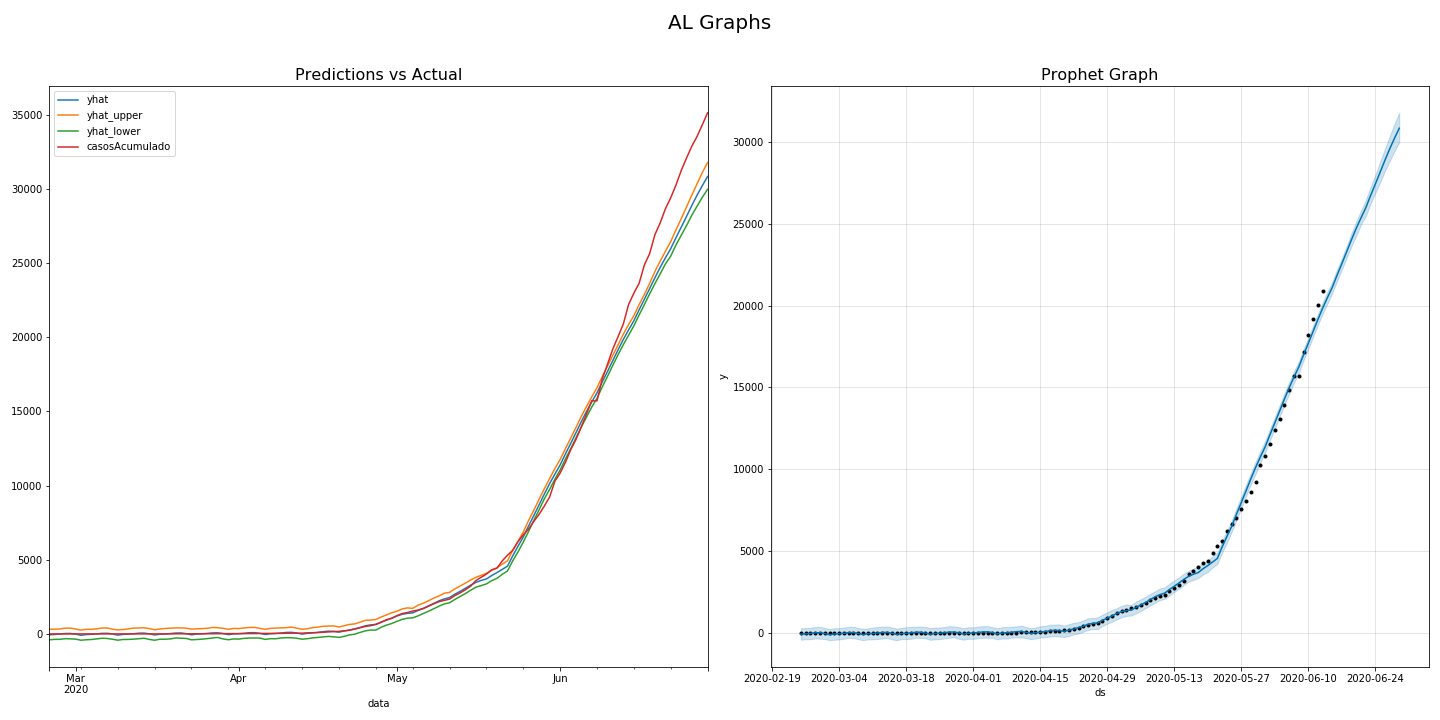 AL Graphs
Predictions vs Actual
yhat
yhat_upper
yhat_lower
casosAcumulado
35000
30000
25000
20000
15000
10000
5000
0
Mar
2020
Apr
May
Jun
data
Prophet Graph
y
30000
25000
20000
15000
10000
5000
0
2020-02-19
2020-03-04
2020-03-18
2020-04-01
2020-04-15
2020-04-29
2020-05-13
2020-05-27
2020-06-10
2020-06-24
ds